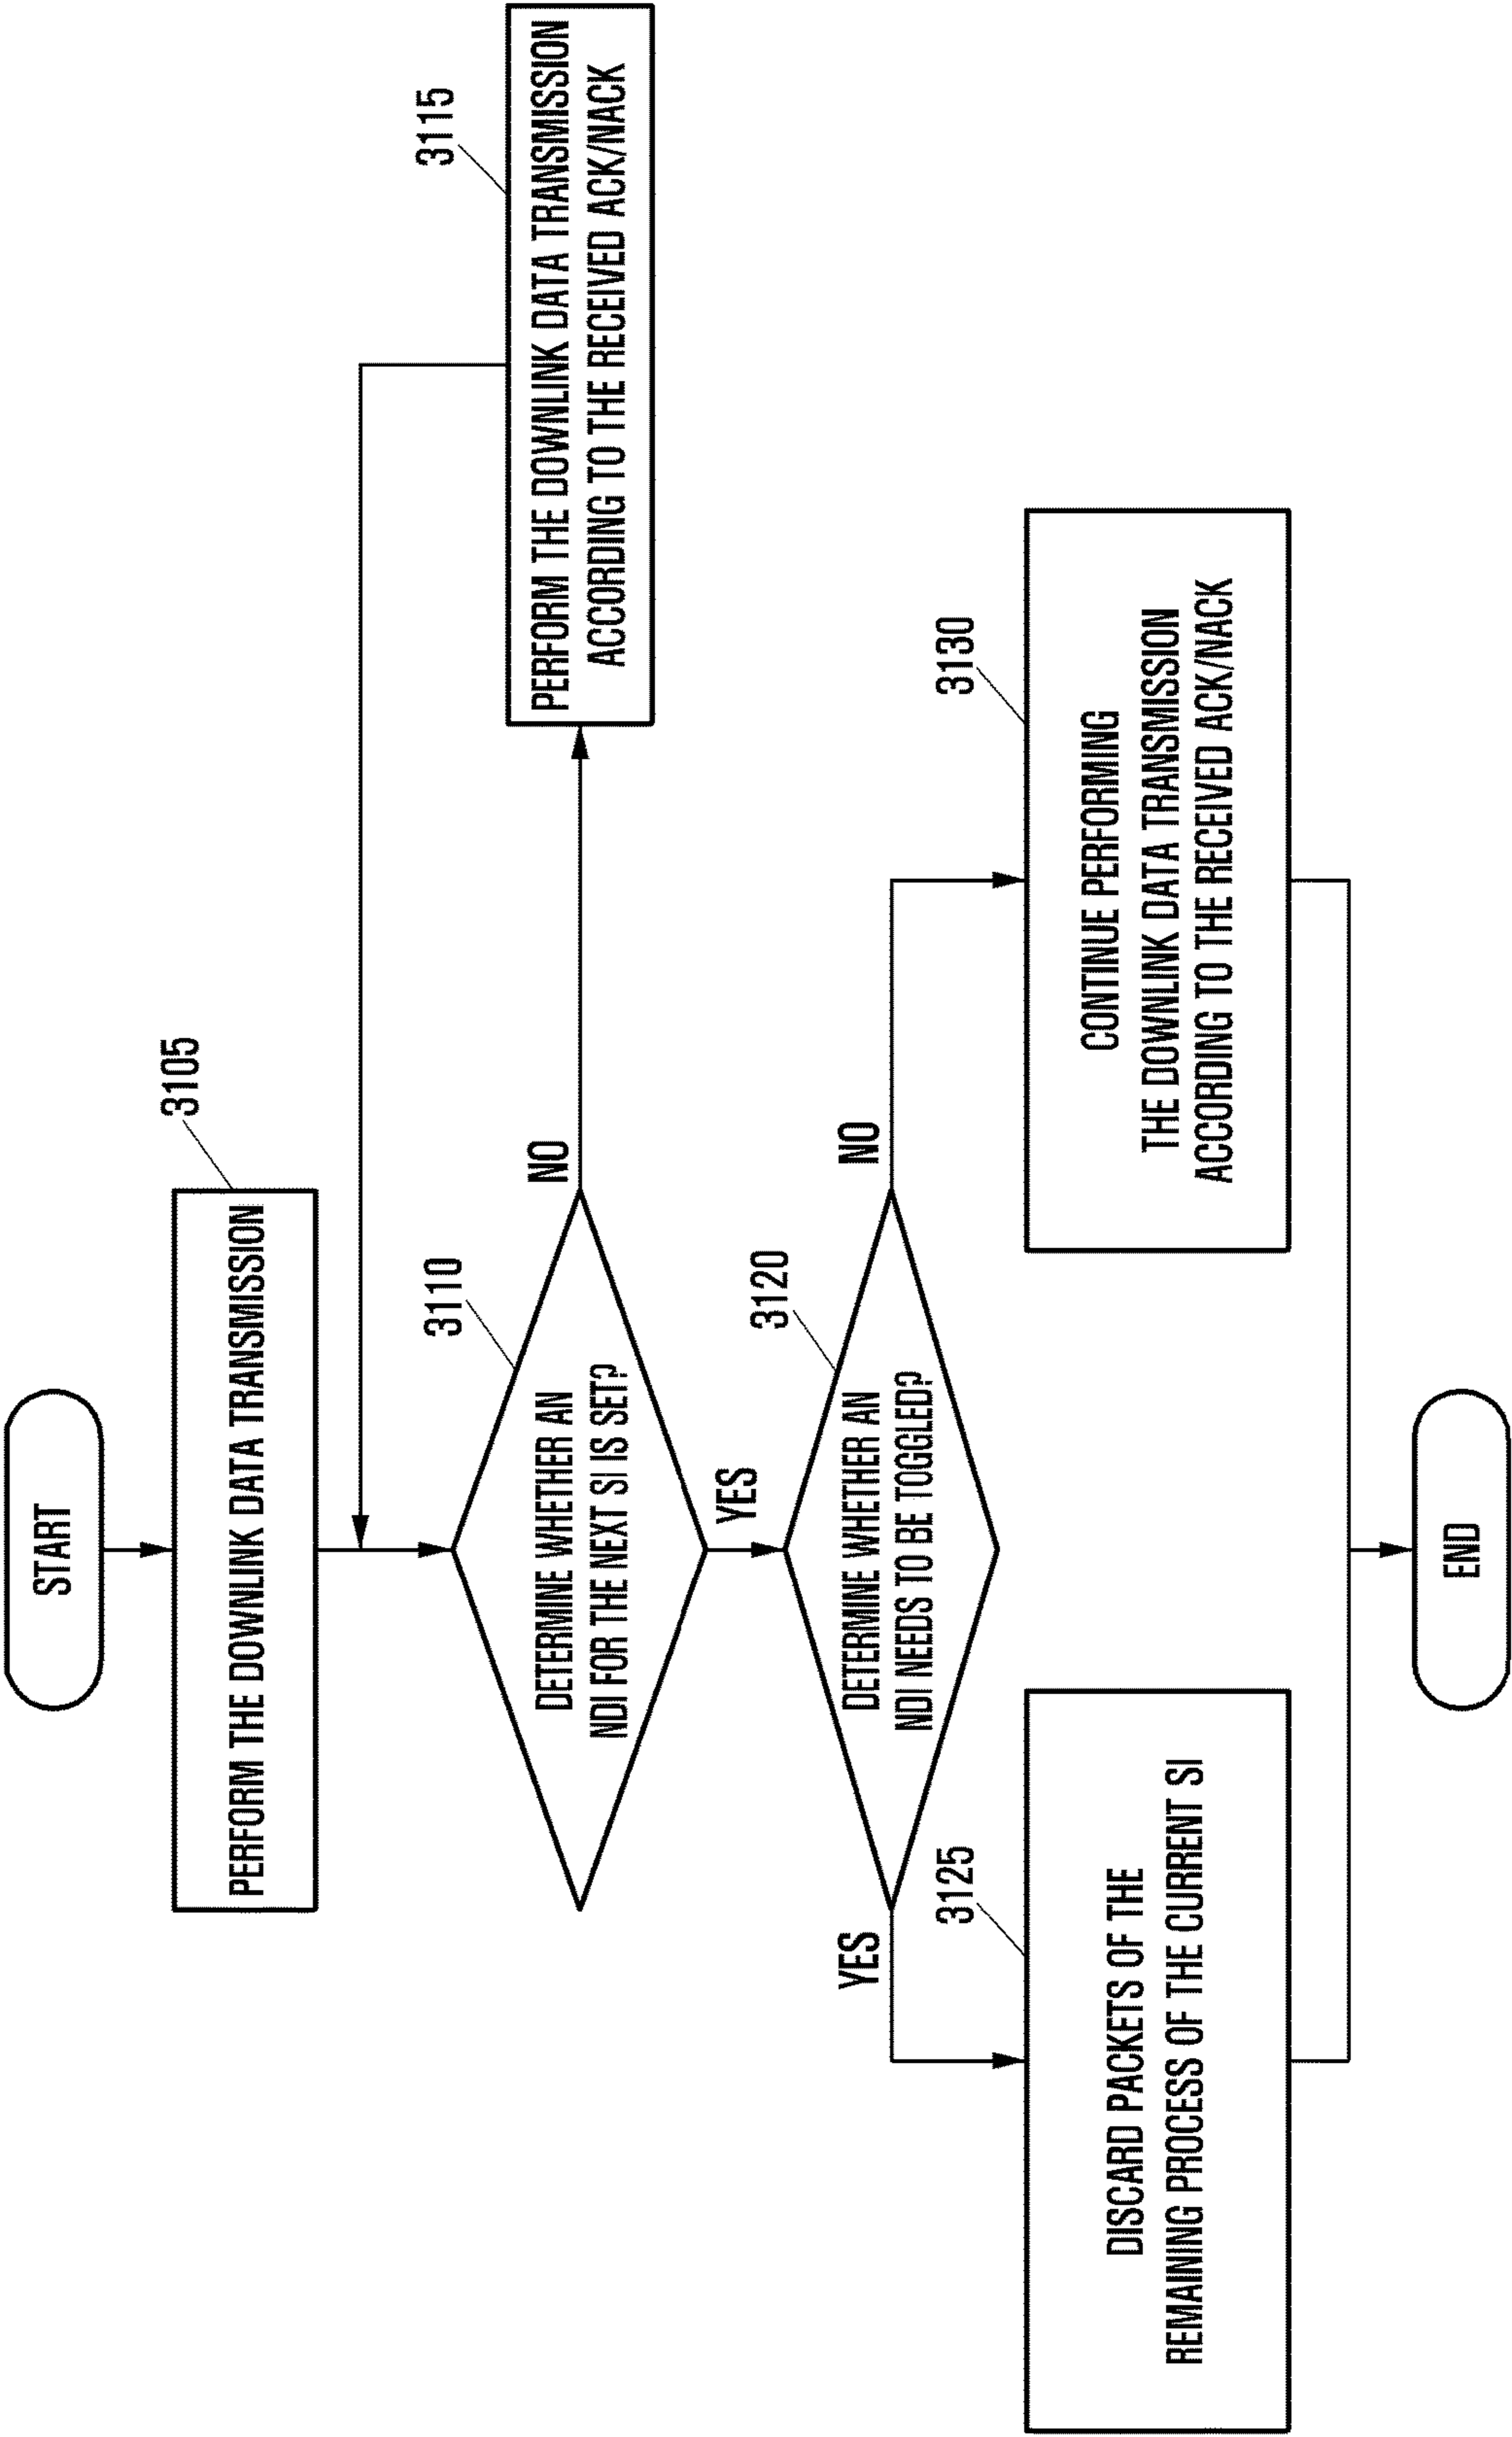 START
3105
PERFORM THE DOWNLINK DATA TRANSMISSION
3110
DETERMINE WHETHER AN
NDI FOR THE NEXT SI IS SET?
NO
3115
PERFORM THE DOWNLINK DATA TRANSMISSION
ACCORDING TO THE RECEIVED ACK/NACK
YES
3120
DETERMINE WHETHER AN
NDI NEEDS TO BE TOGGLED?
YES
NO
3125
DISCARD PACKETS OF THE
REMAINING PROCESS OF THE CURRENT SI
3130
CONTINUE PERFORMING
THE DOWNLINK DATA TRANSMISSION
ACCORDING TO THE RECEIVED ACK/NACK
END